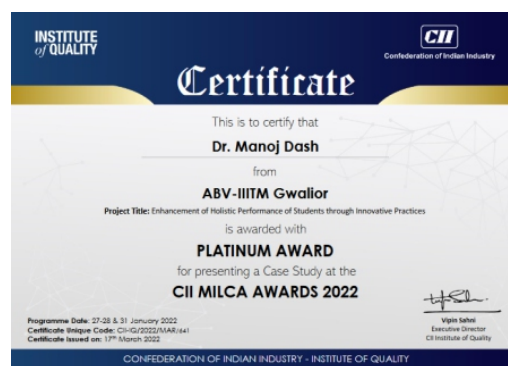 INSTITUTE
of QUALITY
CII
Confederation of Indian Industry
Certificate
This is to certify that
Dr. Manoj Dash
from
ABV-IIITM Gwalior
Project Title: Enhancement of Holistic Performance of Students through Innovative Practices
is awarded with
PLATINUM AWARD
for presenting a Case Study at the
CII MILCA AWARDS 2022
Programme Date: 27-28 & 31 January 2022
Certificate Unique Code: CII-IQ/2022/MAR/641
Certificate Issued on: 17th March 2022
Vipin Sahni
Executive Director
CII Institute of Quality
CONFEDERATION OF INDIAN INDUSTRY - INSTITUTE OF QUALITY